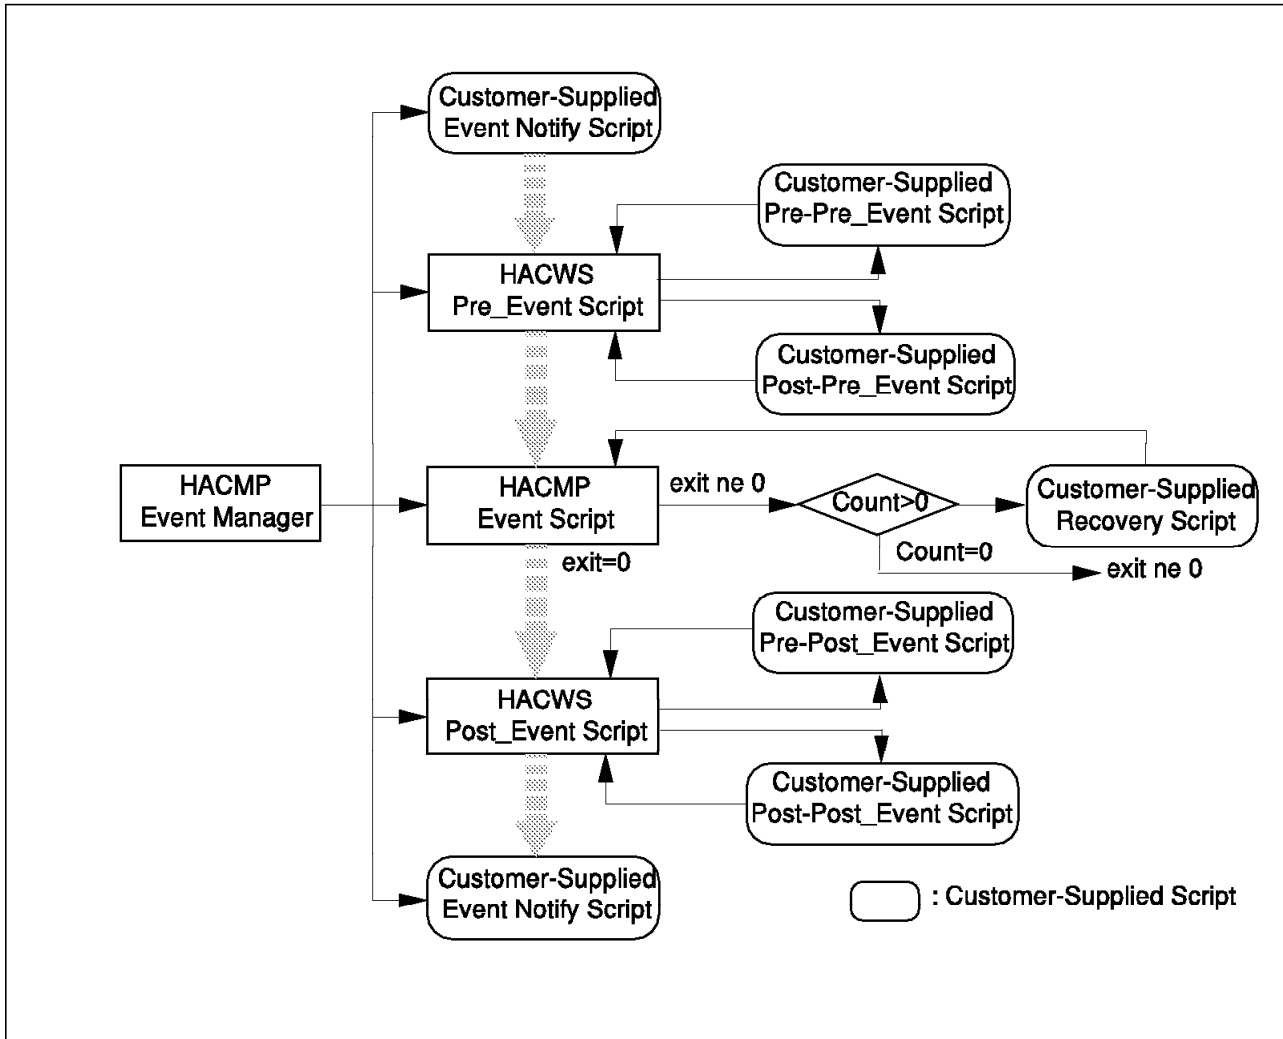 Customer-Supplied
Event Notify Script
Customer-Supplied
Pre-Pre_Event Script
HACWS
Pre_Event Script
Customer-Supplied
Post-Pre_Event Script
HACMP
Event Manager
HACMP
Event Script
exit ne 0
Count>0
Customer-Supplied
Recovery Script
exit=0
Count=0
exit ne 0
Customer-Supplied
Pre-Post_Event Script
HACWS
Post_Event Script
Customer-Supplied
Post-Post_Event Script
Customer-Supplied
Event Notify Script
: Customer-Supplied Script